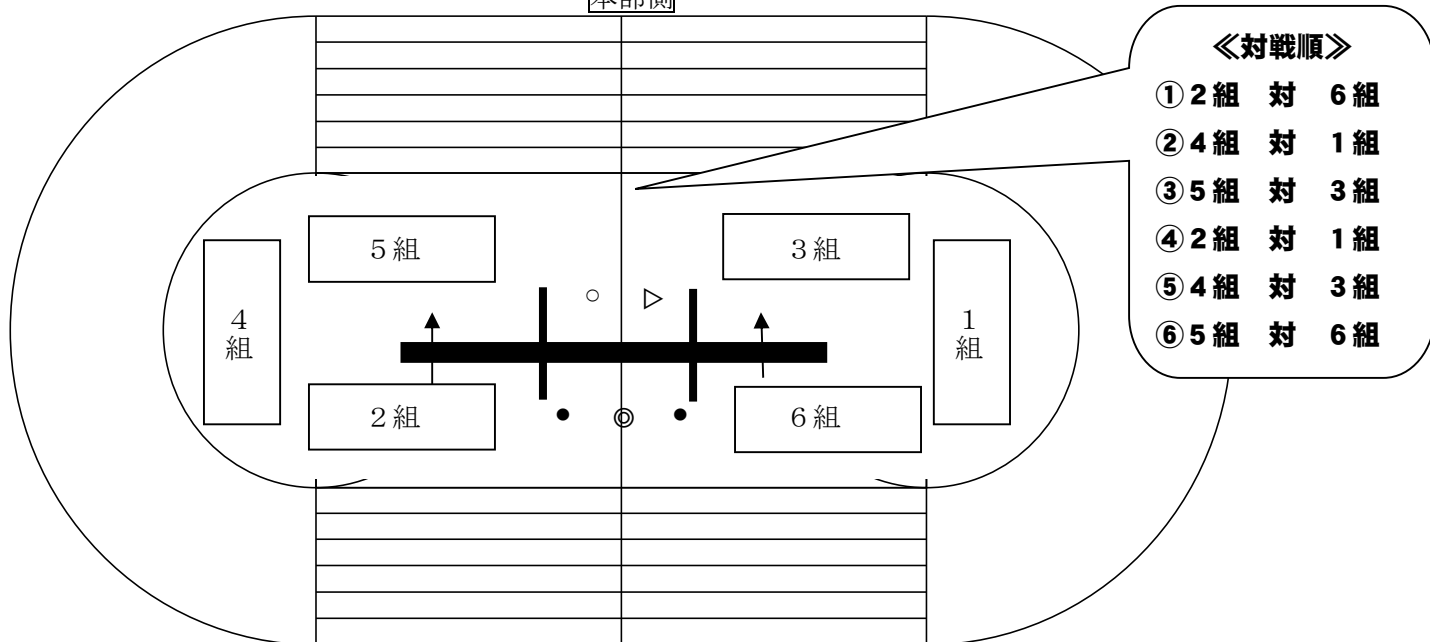 本部側
≪対戦順≫
①2組 対 6組
②4組 対 1組
③5組 対 3組
④2組 対 1組
⑤4組 対 3組
⑥5組 対 6組
5組
3組
4
組
1
組
2組
6組